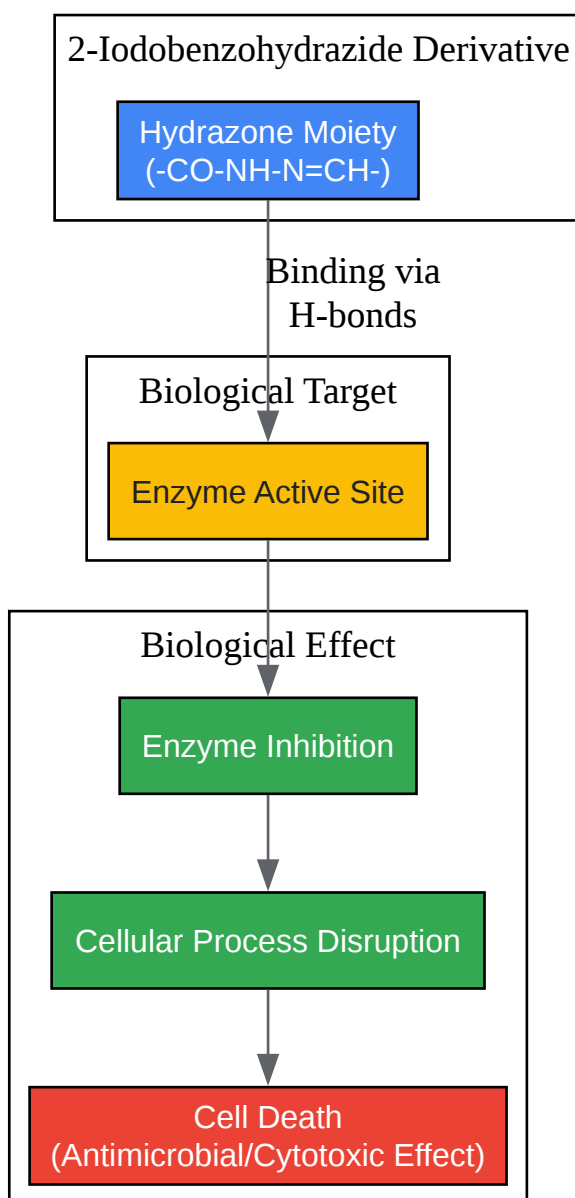 2-Iodobenzohydrazide Derivative
Hydrazone Moiety
(-CO-NH-N=CH-)
Binding via
H-bonds
Biological Target
Enzyme Active Site
Biological Effect
Enzyme Inhibition
Cellular Process Disruption
Cell Death
(Antimicrobial/Cytotoxic Effect)